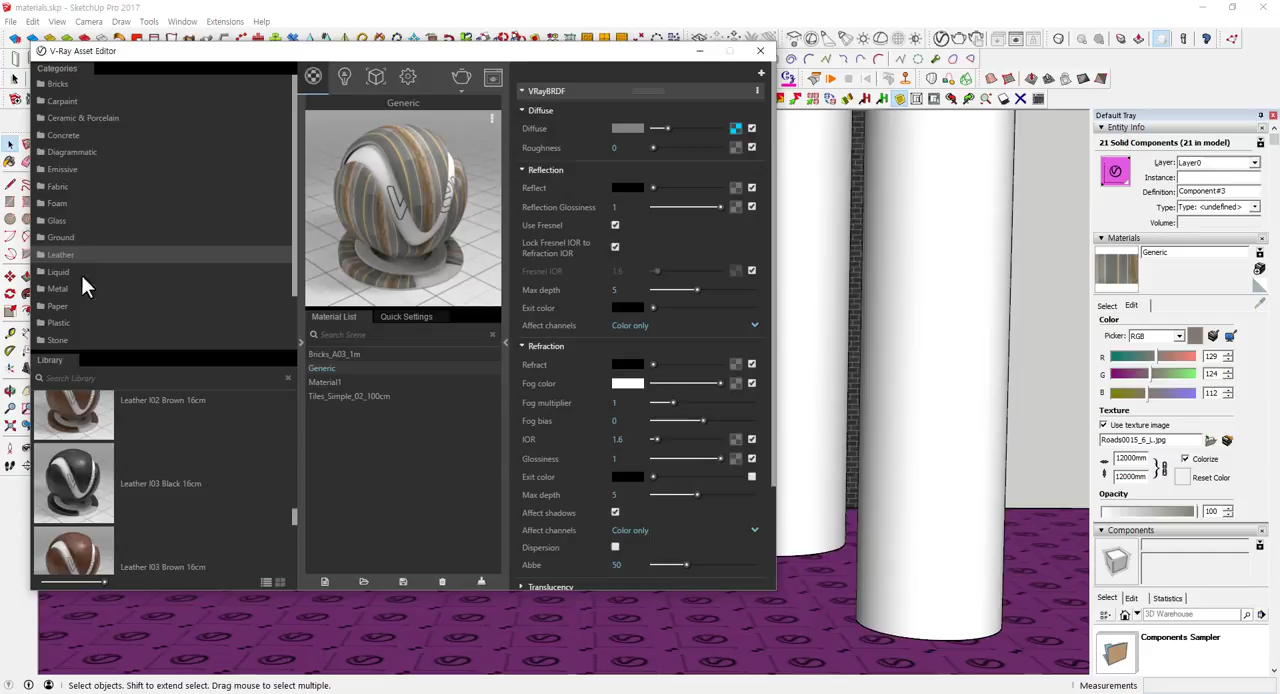 materials.skp - SketchUp Pro 2017
File Edit View Camera Draw Tools Window Extensions Help
V-Ray Asset Editor
Categories
Bricks
Carpaint
Ceramic & Porcelain
Concrete
Diagrammatic
Emissive
Fabric
Foam
Glass
Ground
Leather
Liquid
Metal
Paper
Plastic
Stone
Library
Search Library
Leather I02 Brown 16cm
Leather I03 Black 16cm
Leather I03 Brown 16cm
Generic
Material List Quick Settings
Search Scene
Bricks_A03_1m
Generic
Material1
Tiles_Simple_02_100cm
VRayBRDF
Diffuse
Diffuse
Roughness 0
Reflection
Reflect
Reflection Glossiness 1
Use Fresnel
Lock Fresnel IOR to
Refraction IOR
Fresnel IOR 1.6
Max depth 5
Exit color
Affect channels Color only
Refraction
Refract
Fog color
Fog multiplier 1
Fog bias 0
IOR 1.6
Glossiness 1
Exit color
Max depth 5
Affect shadows
Affect channels Color only
Dispersion
Abbe 50
Translucency
Default Tray
Entity Info
21 Solid Components (21 in model)
Layer: Layer0
Instance:
Definition: Component#3
Type: Type: <undefined>
Volume:
Materials
Generic
Select Edit
Color
Picker: RGB
R 129
G 124
B 112
Texture
Use texture image
Roads0015_6_L.jpg
12000mm Colorize
12000mm Reset Color
Opacity
100
Components
Select Edit Statistics
3D Warehouse
Components Sampler
Select objects. Shift to extend select. Drag mouse to select multiple.
Measurements